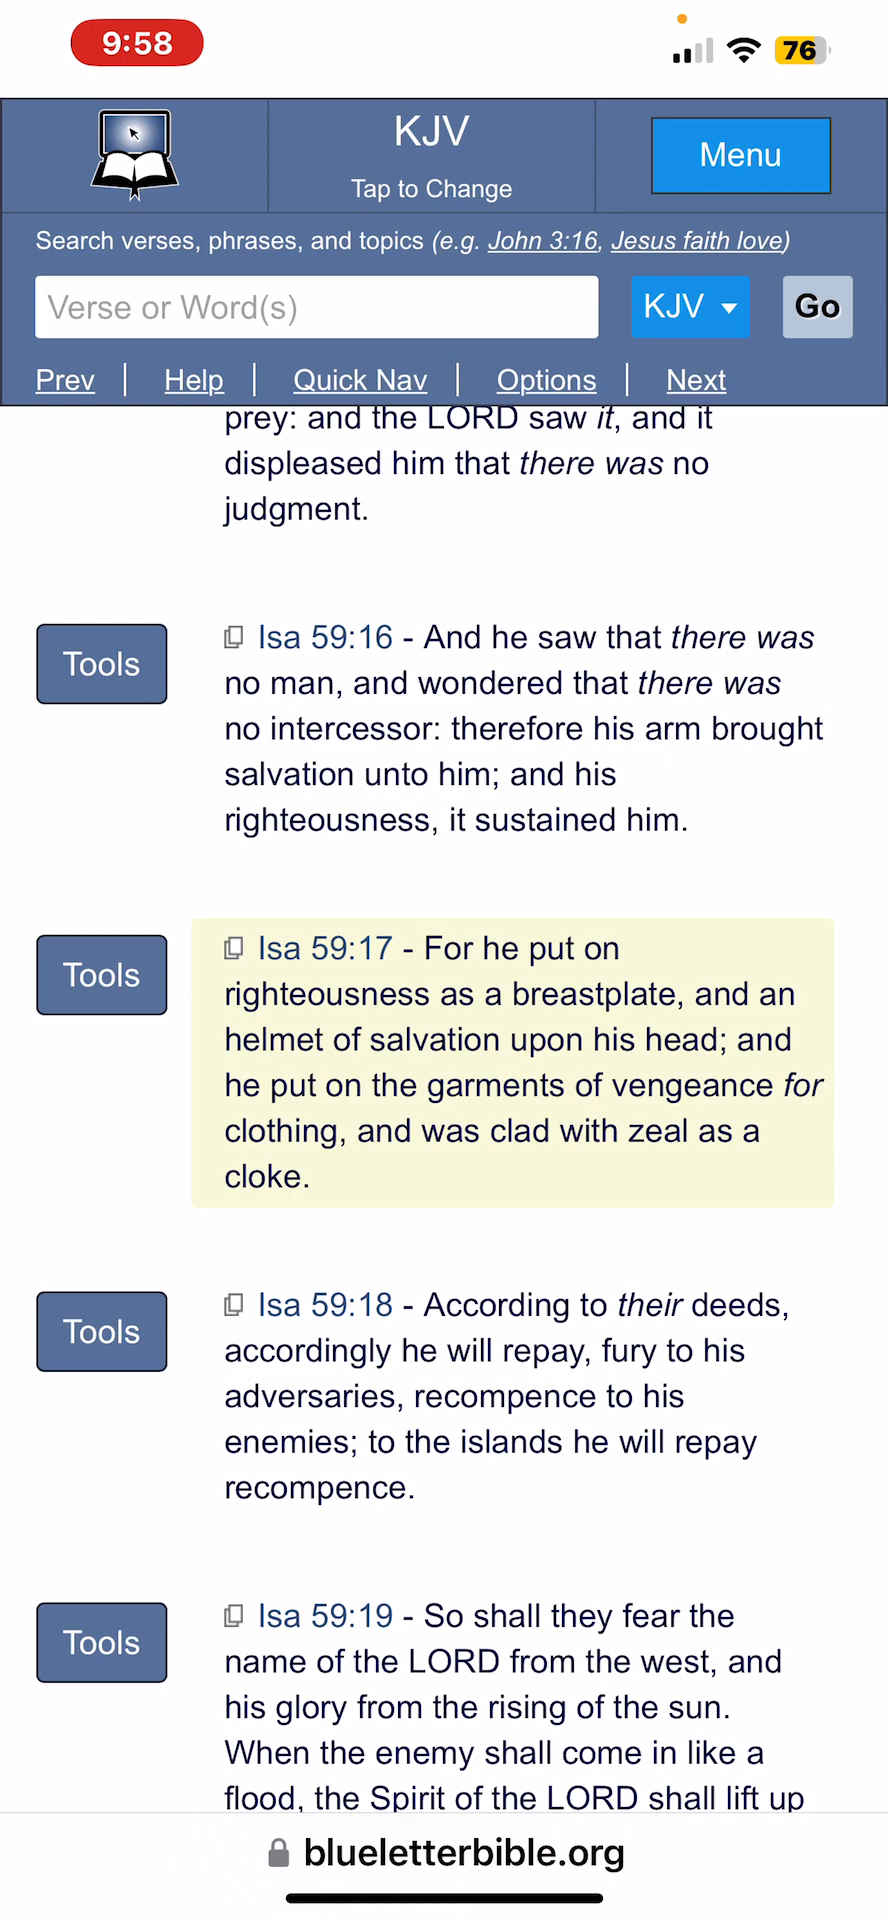 9:58
76
KJV
Tap to Change
Menu
Search verses, phrases, and topics (e.g. John 3:16, Jesus faith love)
Verse or Word(s)
KJV
Go
Prev | Help | Quick Nav | Options | Next
prey: and the LORD saw it, and it
displeased him that there was no
judgment.
Tools
Isa 59:16 - And he saw that there was
no man, and wondered that there was
no intercessor: therefore his arm brought
salvation unto him; and his
righteousness, it sustained him.
Tools
Isa 59:17 - For he put on
righteousness as a breastplate, and an
helmet of salvation upon his head; and
he put on the garments of vengeance for
clothing, and was clad with zeal as a
cloke.
Tools
Isa 59:18 - According to their deeds,
accordingly he will repay, fury to his
adversaries, recompence to his
enemies; to the islands he will repay
recompence.
Tools
Isa 59:19 - So shall they fear the
name of the LORD from the west, and
his glory from the rising of the sun.
When the enemy shall come in like a
flood, the Spirit of the LORD shall lift up
blueletterbible.org